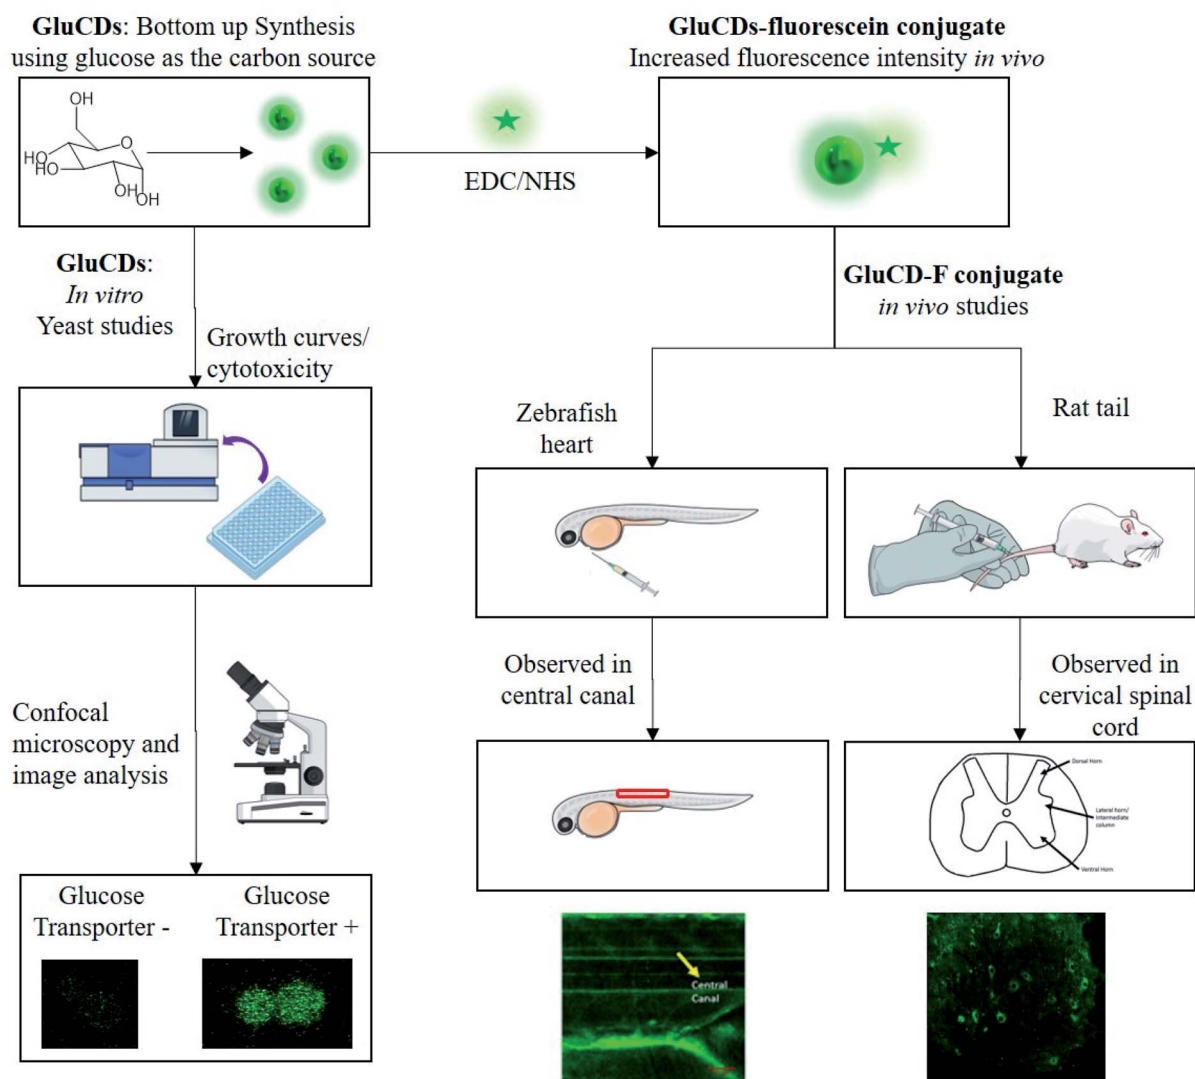 GluCDs: Bottom up Synthesis
using glucose as the carbon source
OH
O
HO
HO
OH
OH
GluCDs-fluorescein conjugate
Increased fluorescence intensity in vivo
EDC/NHS
GluCDs:
In vitro
Yeast studies
Growth curves/
cytotoxicity
GluCD-F conjugate
in vivo studies
Zebrafish
heart
Rat tail
Observed in
central canal
Observed in
cervical spinal
cord
Confocal
microscopy and
image analysis
Dorsal Horn
Lateral horn/
Intermediate
column
Ventral Horn
Glucose
Transporter -
Glucose
Transporter +
Central
Canal